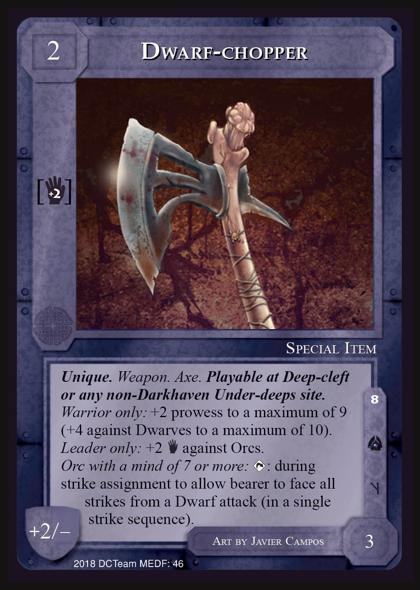 2
DWARF-CHOPPER
[+2]
SPECIAL ITEM
Unique. Weapon. Axe. Playable at Deep-cleft
or any non-Darkhaven Under-deeps site.
Warrior only: +2 prowess to a maximum of 9
(+4 against Dwarves to a maximum of 10).
Leader only: +2 against Orcs.
Orc with a mind of 7 or more: : during
strike assignment to allow bearer to face all
strikes from a Dwarf attack (in a single
strike sequence).
8
+2/–
ART BY JAVIER CAMPOS
3
2018 DCTeam MEDF: 46